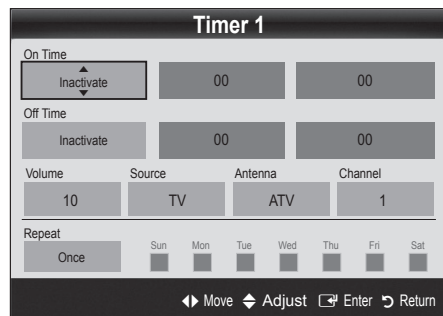 Timer 1
On Time
Inactivate 00 00
Off Time
Inactivate 00 00
Volume Source Antenna Channel
10 TV ATV 1
Repeat
Once Sun Mon Tue Wed Thu Fri Sat
Move Adjust Enter Return